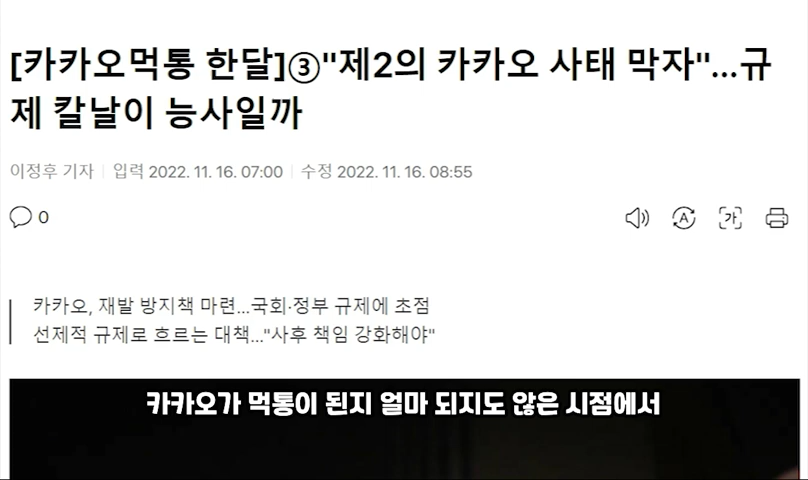 [카카오먹통 한달]③"제2의 카카오 사태 막자"...규
제 칼날이 능사일까
이정후 기자 입력 2022. 11. 16. 07:00 수정 2022. 11. 16. 08:55
0 가
카카오, 재발 방지책 마련...국회·정부 규제에 초점
선제적 규제로 흐르는 대책..."사후 책임 강화해야"
카카오가 먹통이 된지 얼마 되지도 않은 시점에서